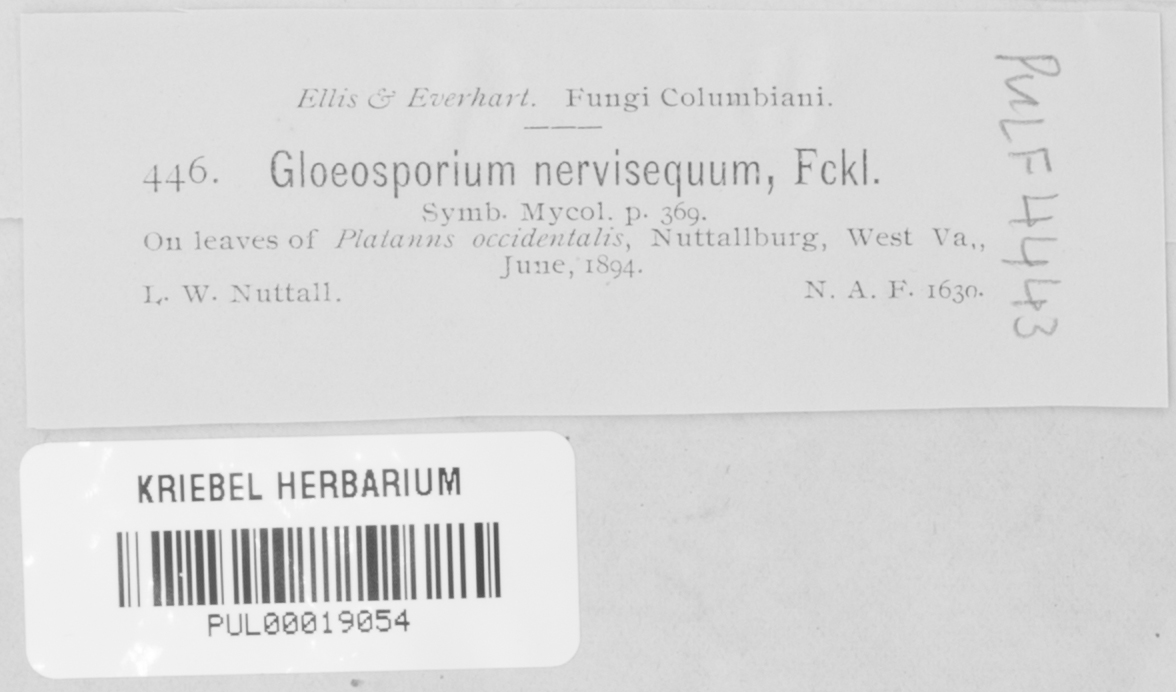 Ellis & Everhart. Fungi Columbiani.
446. Gloeosporium nervisequum, Fckl.
Symb. Mycol. p. 369.
On leaves of Platanns occidentalis, Nuttallburg, West Va.,
June, 1894.
L. W. Nuttall. N. A. F. 1630.
PULF4443
KRIEBEL HERBARIUM
PUL00019054